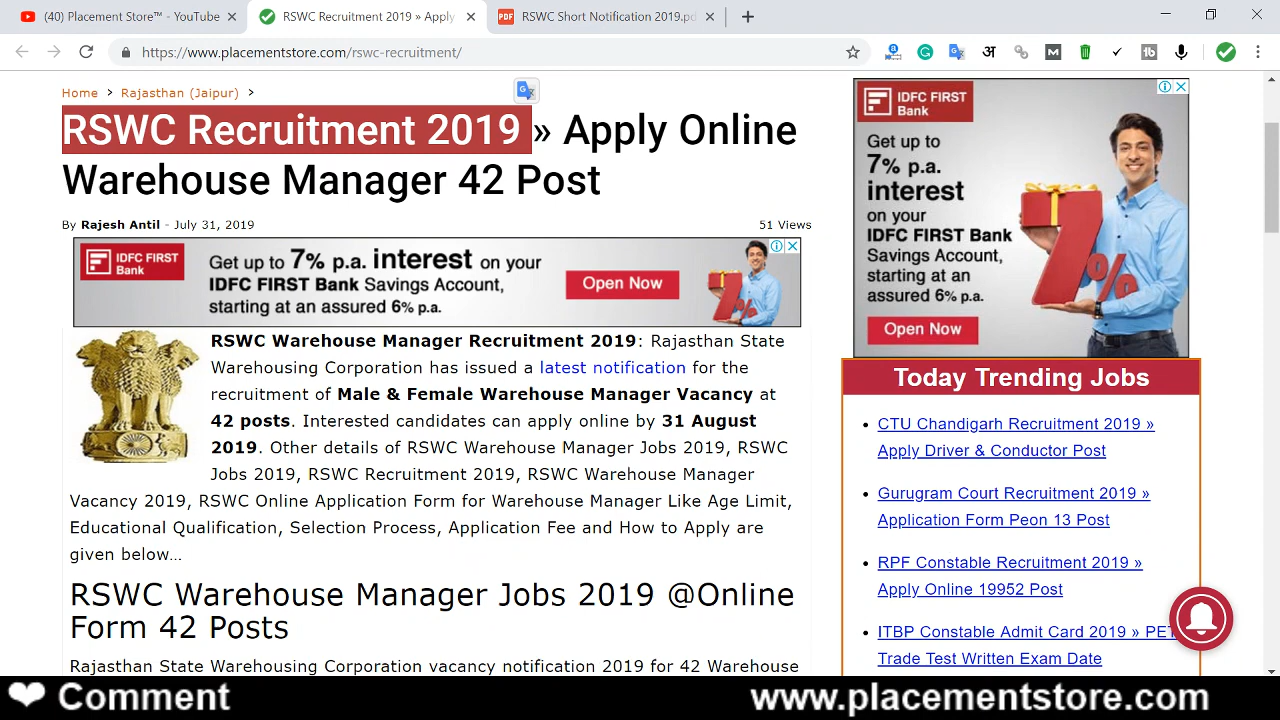 (40) Placement Store™ - YouTube
RSWC Recruitment 2019 » Apply
RSWC Short Notification 2019.pd
https://www.placementstore.com/rswc-recruitment/
Home > Rajasthan (Jaipur) >
RSWC Recruitment 2019 » Apply Online
Warehouse Manager 42 Post
By Rajesh Antil - July 31, 2019
51 Views
IDFC FIRST
Bank
Get up to 7% p.a. interest on your
IDFC FIRST Bank Savings Account,
starting at an assured 6% p.a.
Open Now
RSWC Warehouse Manager Recruitment 2019: Rajasthan State
Warehousing Corporation has issued a latest notification for the
recruitment of Male & Female Warehouse Manager Vacancy at
42 posts. Interested candidates can apply online by 31 August
2019. Other details of RSWC Warehouse Manager Jobs 2019, RSWC
Jobs 2019, RSWC Recruitment 2019, RSWC Warehouse Manager
Vacancy 2019, RSWC Online Application Form for Warehouse Manager Like Age Limit,
Educational Qualification, Selection Process, Application Fee and How to Apply are
given below...
RSWC Warehouse Manager Jobs 2019 @Online
Form 42 Posts
Rajasthan State Warehousing Corporation vacancy notification 2019 for 42 Warehouse
IDFC FIRST
Bank
Get up to
7% p.a.
interest
on your
IDFC FIRST Bank
Savings Account,
starting at an
assured 6% p.a.
Open Now
7%
Today Trending Jobs
CTU Chandigarh Recruitment 2019 »
Apply Driver & Conductor Post
Gurugram Court Recruitment 2019 »
Application Form Peon 13 Post
RPF Constable Recruitment 2019 »
Apply Online 19952 Post
ITBP Constable Admit Card 2019 » PET
Trade Test Written Exam Date
❤ Comment
www.placementstore.com